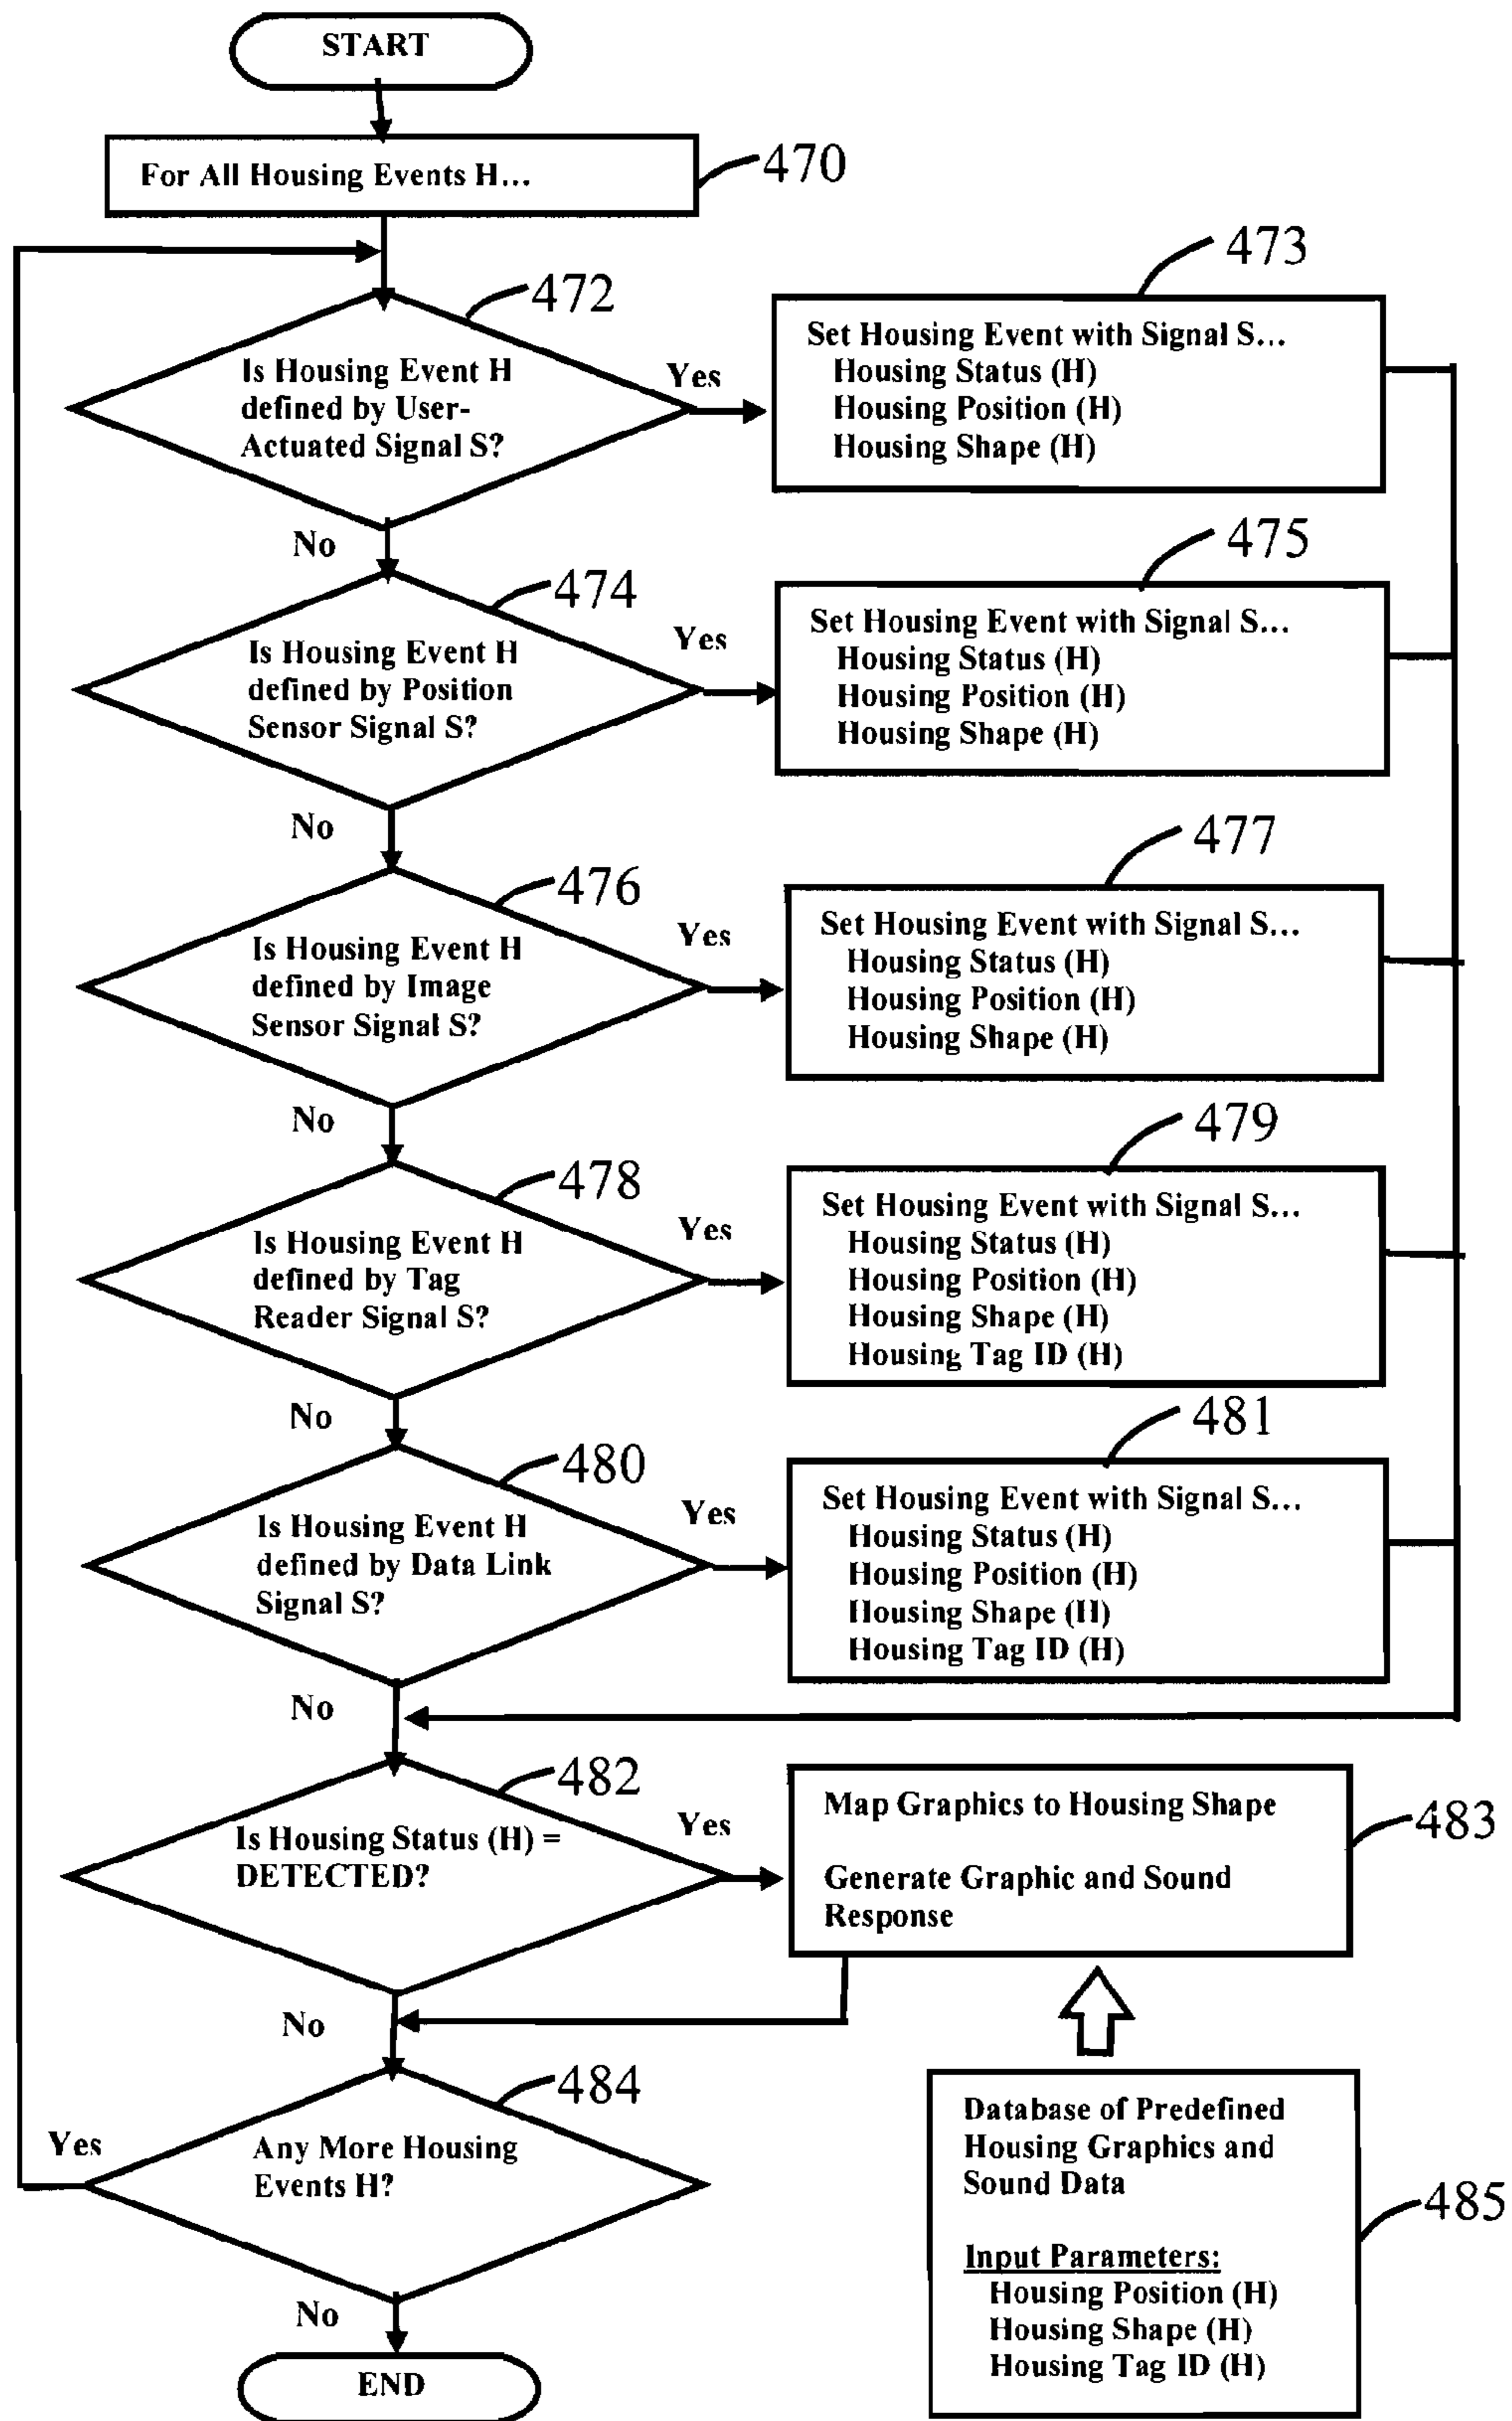 START
For All Housing Events H...
470
472
Is Housing Event H
defined by User-
Actuated Signal S?
Yes
No
473
Set Housing Event with Signal S...
Housing Status (H)
Housing Position (H)
Housing Shape (H)
474
Is Housing Event H
defined by Position
Sensor Signal S?
Yes
No
475
Set Housing Event with Signal S...
Housing Status (H)
Housing Position (H)
Housing Shape (H)
476
Is Housing Event H
defined by Image
Sensor Signal S?
Yes
No
477
Set Housing Event with Signal S...
Housing Status (H)
Housing Position (H)
Housing Shape (H)
478
Is Housing Event H
defined by Tag
Reader Signal S?
Yes
No
479
Set Housing Event with Signal S...
Housing Status (H)
Housing Position (H)
Housing Shape (H)
Housing Tag ID (H)
480
Is Housing Event H
defined by Data Link
Signal S?
Yes
No
481
Set Housing Event with Signal S...
Housing Status (H)
Housing Position (H)
Housing Shape (H)
Housing Tag ID (H)
482
Is Housing Status (H) =
DETECTED?
Yes
No
Map Graphics to Housing Shape
Generate Graphic and Sound
Response
483
484
Any More Housing
Events H?
Yes
No
Database of Predefined
Housing Graphics and
Sound Data
Input Parameters:
Housing Position (H)
Housing Shape (H)
Housing Tag ID (H)
485
END